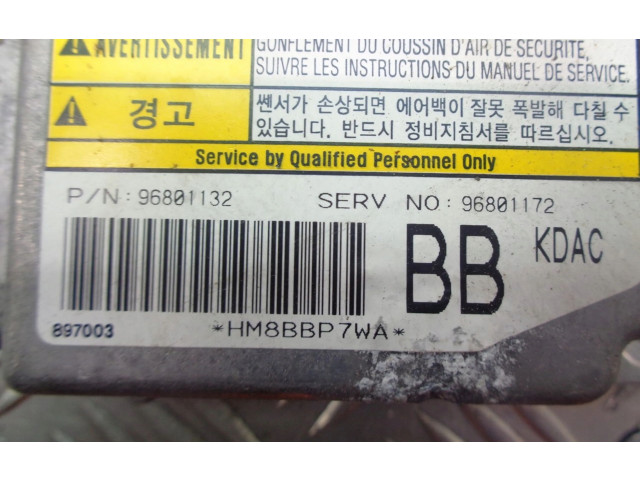 AVERTISSEMENT
GONFLEMENT DU COUSSIN D'AIR DE SECURITE,
SUIVRE LES INSTRUCTIONS DU MANUEL DE SERVICE.
경고
쎈서가 손상되면 에어백이 잘못 폭발해 다칠 수
있습니다. 반드시 정비지침서를 따르십시오.
Service by Qualified Personnel Only
P/N: 96801132 SERV NO: 96801172
BB KDAC
897003 *HM8BBP7WA*